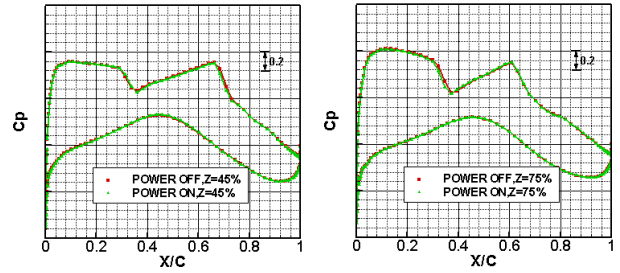 0.2
Cp
POWER OFF,Z=45%
POWER ON,Z=45%
0 0.2 0.4 0.6 0.8 1
X/C
0.2
Cp
POWER OFF,Z=75%
POWER ON,Z=75%
0 0.2 0.4 0.6 0.8 1
X/C